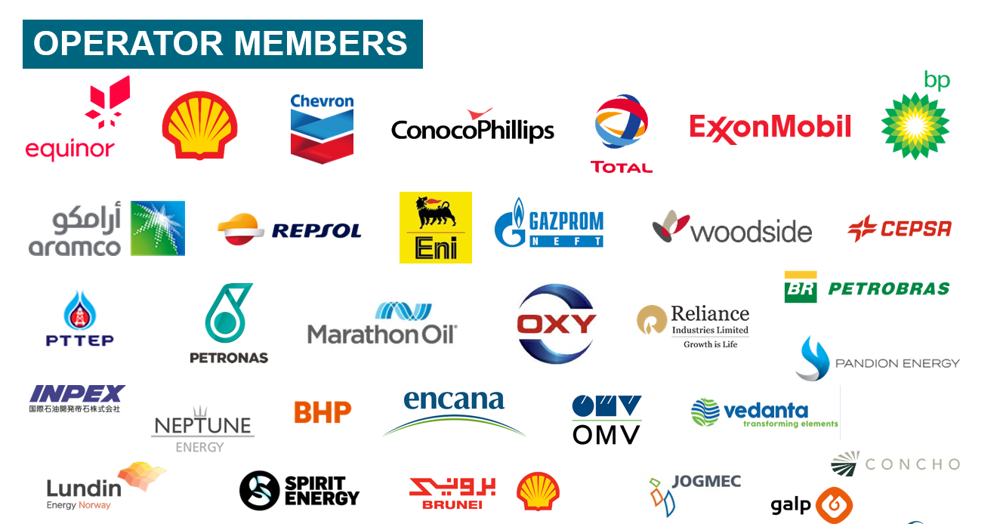 OPERATOR MEMBERS
equinor
Chevron
ConocoPhillips
TOTAL
ExxonMobil
bp
أرامكو
aramco
REPSOL
Eni
GAZPROM
NEFT
woodside
CEPSA
BR PETROBRAS
PTTEP
PETRONAS
Marathon Oil®
OXY
Reliance
Industries Limited
Growth is Life
PANDION ENERGY
INPEX
国際石油開発帝石株式会社
NEPTUNE
ENERGY
BHP
encana
OMV
OMV
vedanta
transforming elements
CONCHO
Lundin
Energy Norway
SPIRIT
ENERGY
بروني
BRUNEI
JOGMEC
galp